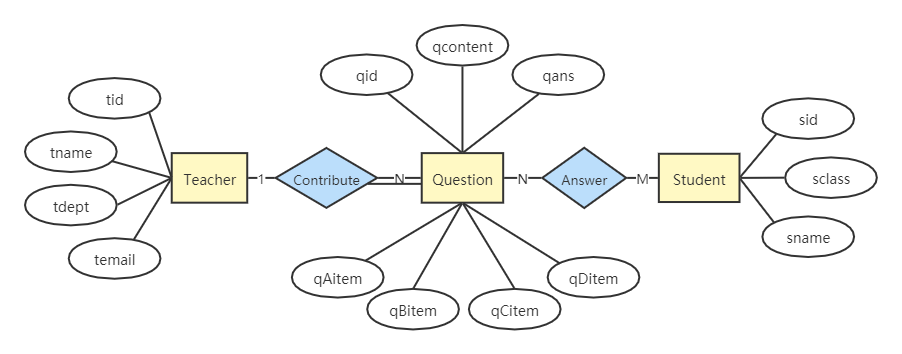 qcontent
qid
qans
tid
sid
tname
Teacher
1
Contribute
N
Question
N
Answer
M
Student
sclass
tdept
temail
sname
qAitem
qDitem
qBitem
qCitem